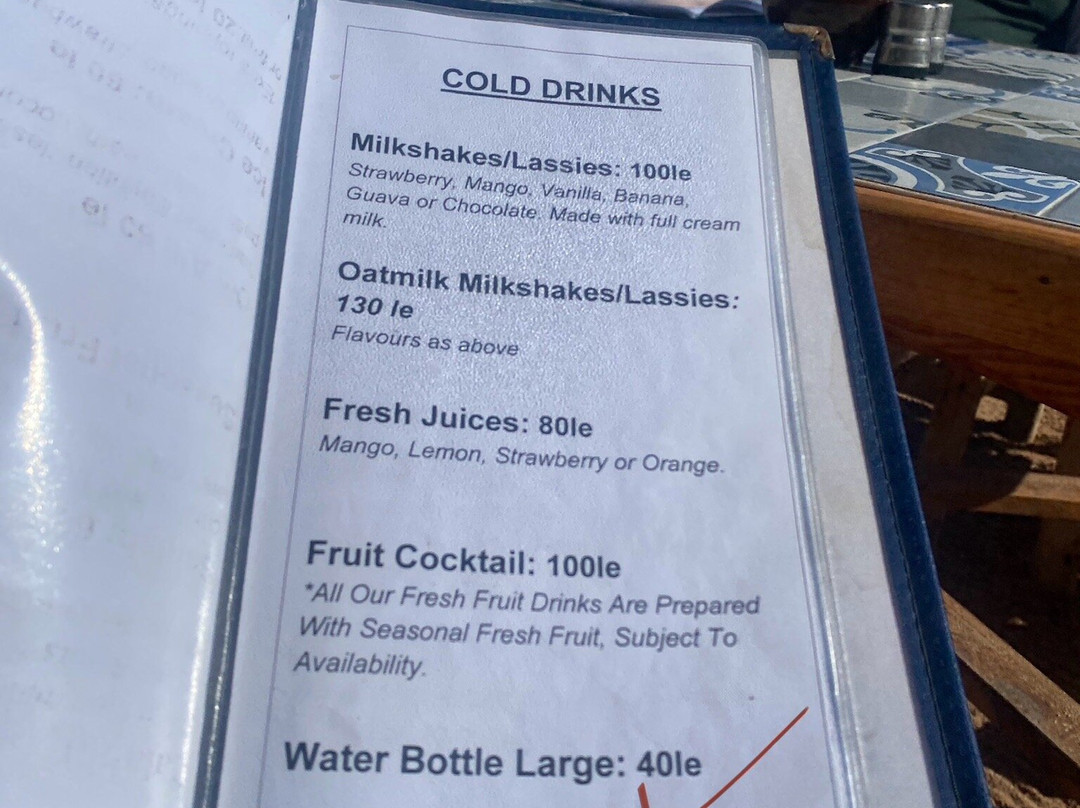 COLD DRINKS
Milkshakes/Lassies: 100le
Strawberry, Mango, Vanilla, Banana,
Guava or Chocolate. Made with full cream
milk.
Oatmilk Milkshakes/Lassies:
130 le
Flavours as above
Fresh Juices: 80le
Mango, Lemon, Strawberry or Orange.
Fruit Cocktail: 100le
*All Our Fresh Fruit Drinks Are Prepared
With Seasonal Fresh Fruit, Subject To
Availability.
Water Bottle Large: 40le